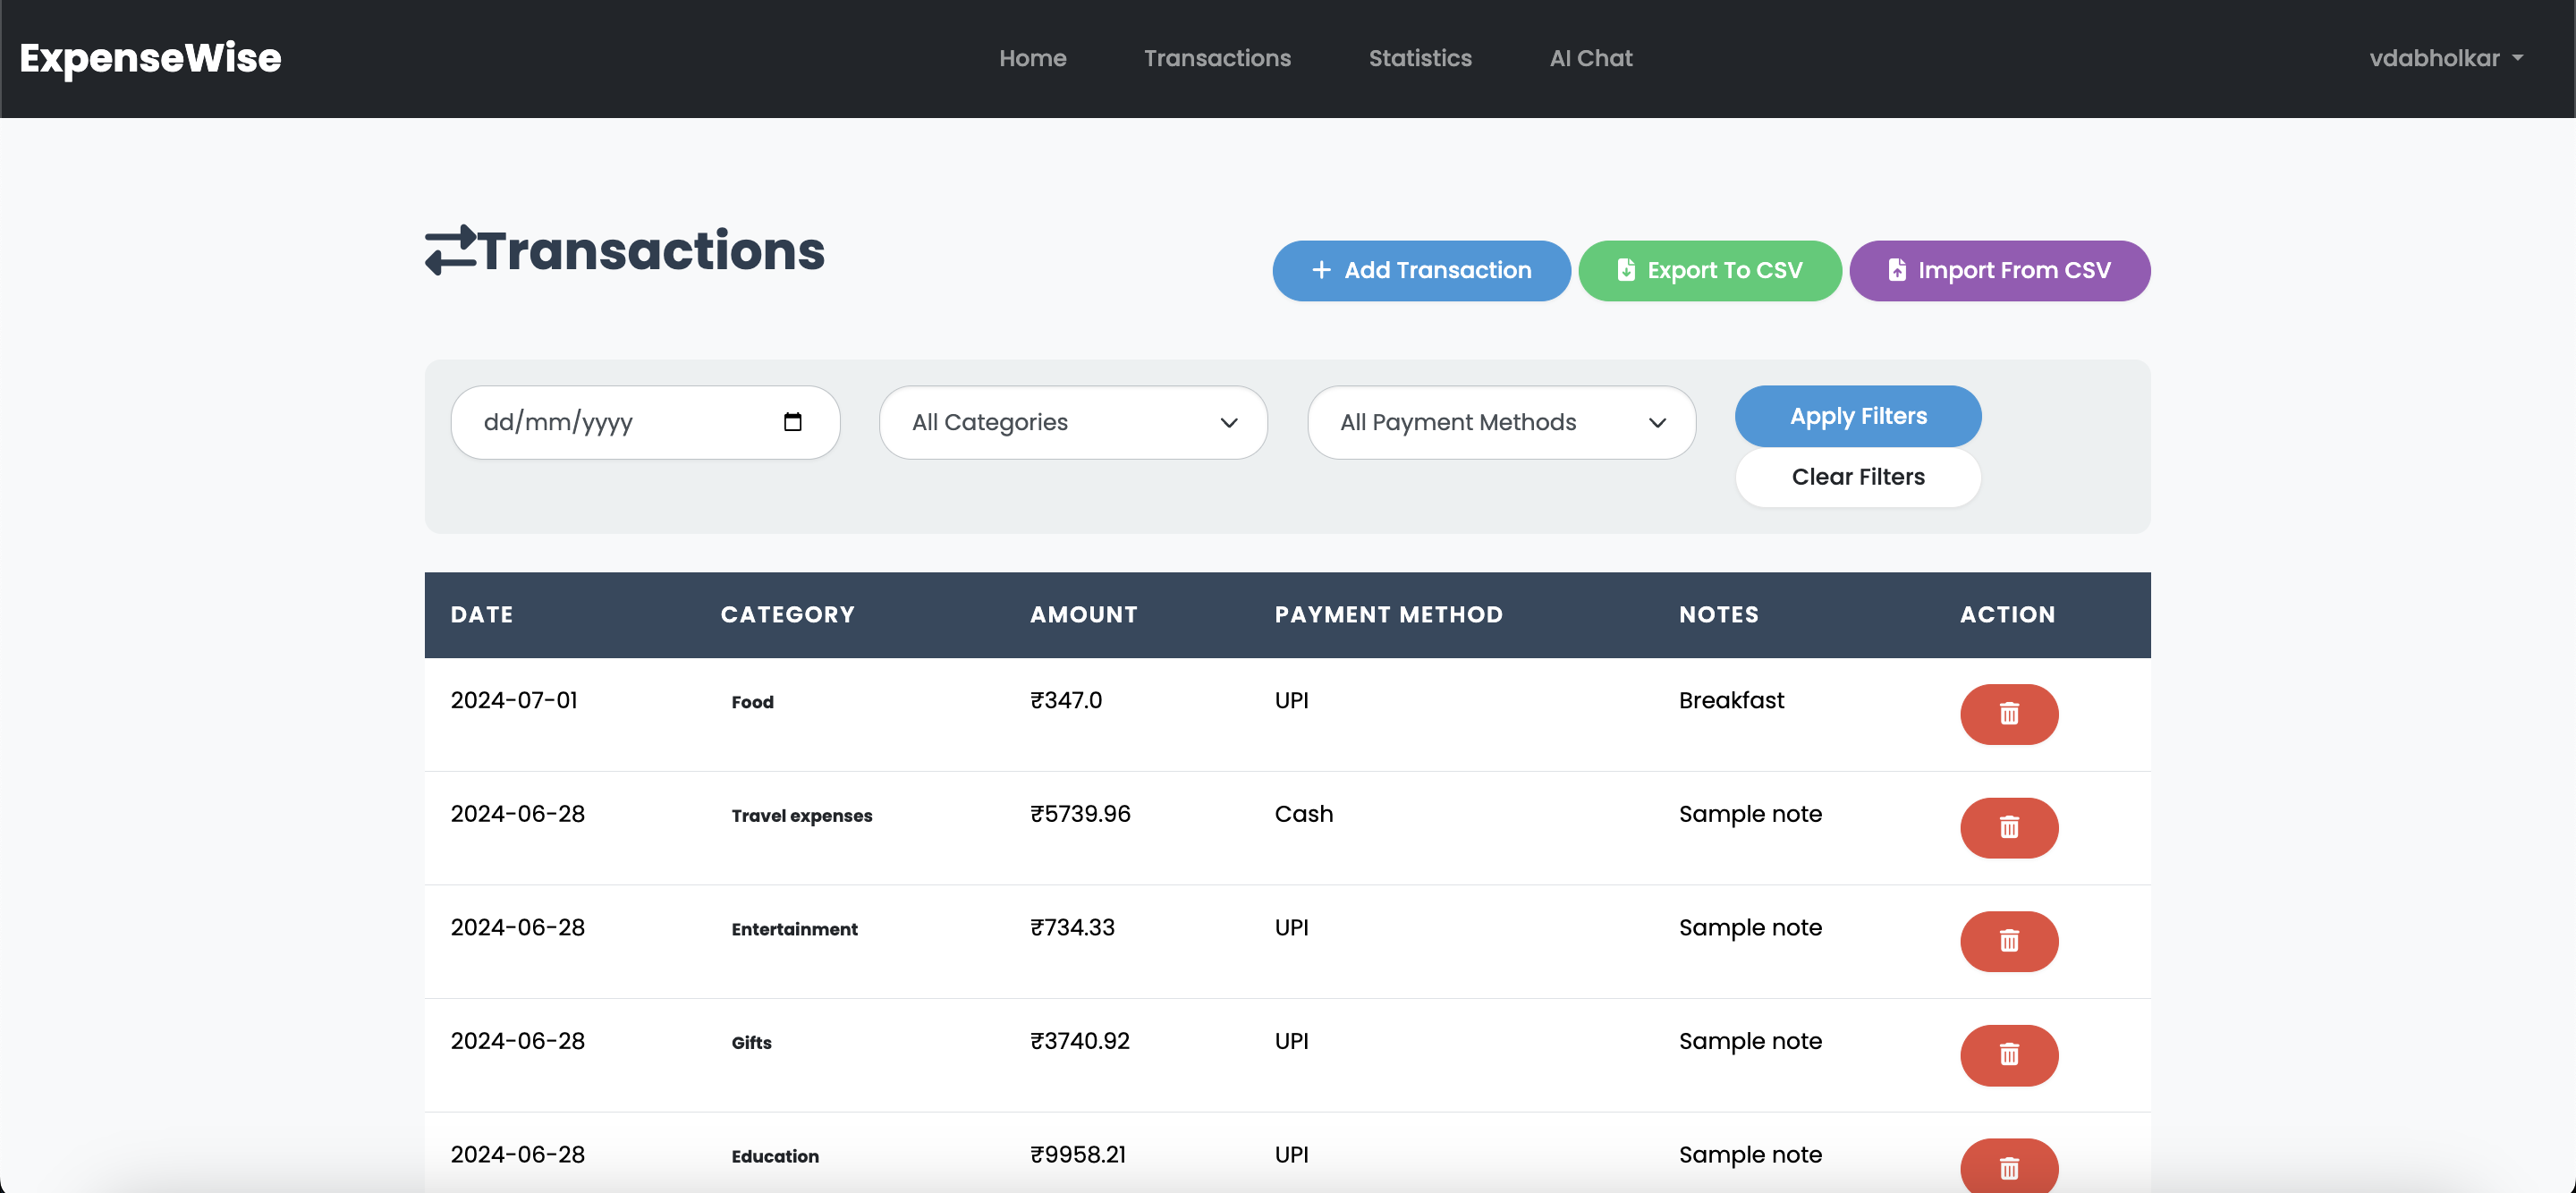 ExpenseWise Home Transactions Statistics AI Chat vdabholkar
Transactions
Add Transaction Export To CSV Import From CSV
dd/mm/yyyy All Categories All Payment Methods Apply Filters
Clear Filters
DATE CATEGORY AMOUNT PAYMENT METHOD NOTES ACTION
2024-07-01 Food ₹347.0 UPI Breakfast
2024-06-28 Travel expenses ₹5739.96 Cash Sample note
2024-06-28 Entertainment ₹734.33 UPI Sample note
2024-06-28 Gifts ₹3740.92 UPI Sample note
2024-06-28 Education ₹9958.21 UPI Sample note